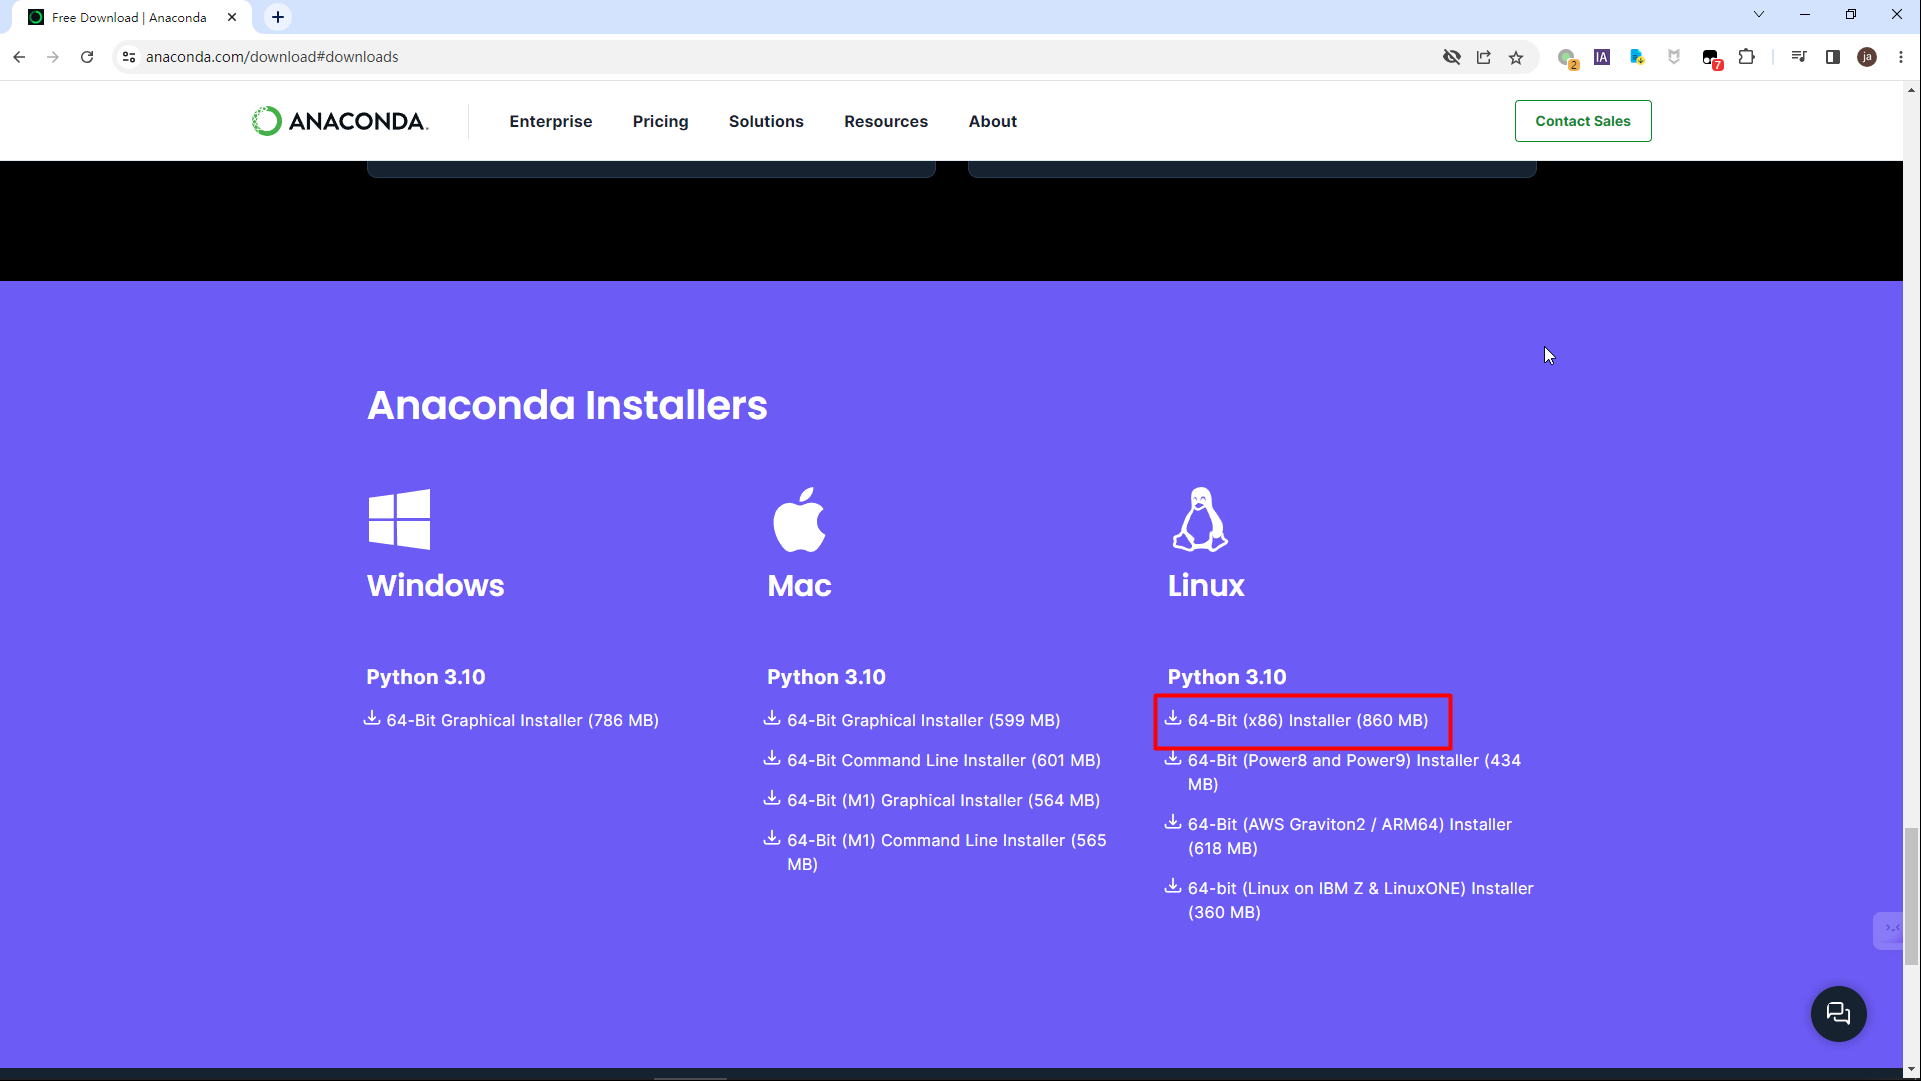 Free Download | Anaconda
anaconda.com/download#downloads
2
IA
7
ja
ANACONDA.
Enterprise
Pricing
Solutions
Resources
About
Contact Sales
Anaconda Installers
Windows
Python 3.10
64-Bit Graphical Installer (786 MB)
Mac
Python 3.10
64-Bit Graphical Installer (599 MB)
64-Bit Command Line Installer (601 MB)
64-Bit (M1) Graphical Installer (564 MB)
64-Bit (M1) Command Line Installer (565
MB)
Linux
Python 3.10
64-Bit (x86) Installer (860 MB)
64-Bit (Power8 and Power9) Installer (434
MB)
64-Bit (AWS Graviton2 / ARM64) Installer
(618 MB)
64-bit (Linux on IBM Z & LinuxONE) Installer
(360 MB)